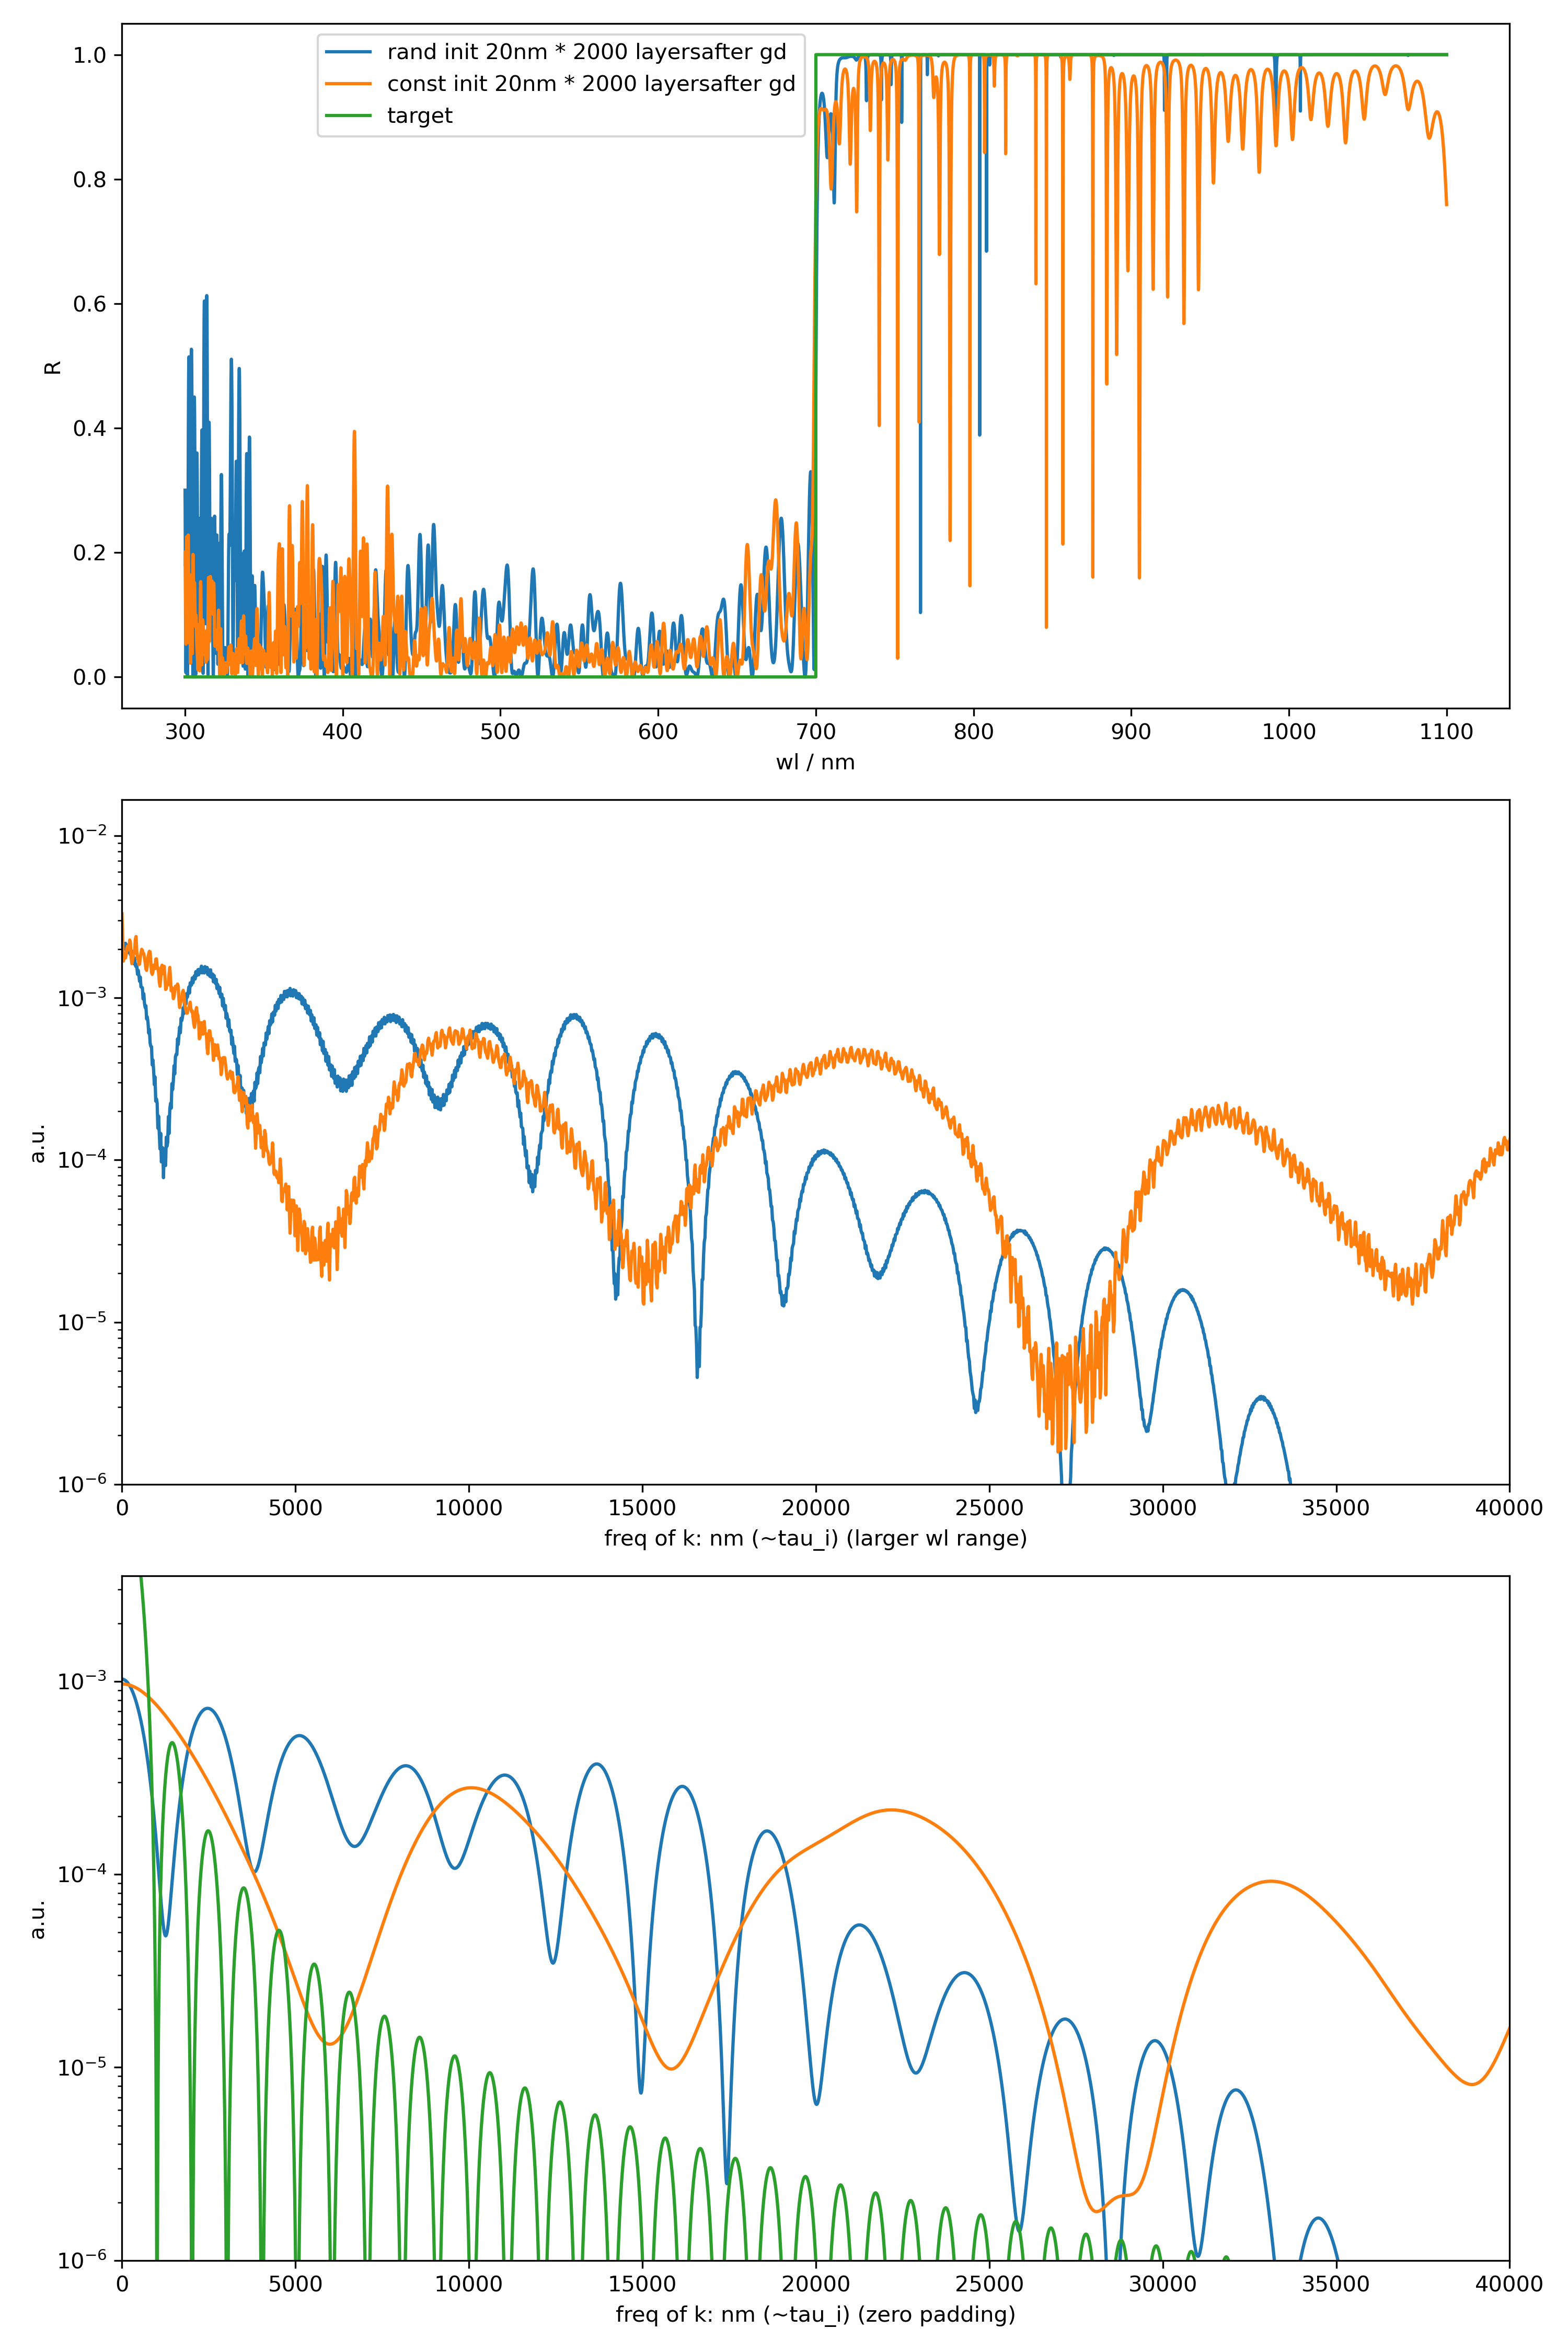 1.0
0.8
0.6
0.4
0.2
0.0
R
rand init 20nm * 2000 layersafter gd
const init 20nm * 2000 layersafter gd
target
300 400 500 600 700 800 900 1000 1100
wl / nm
10⁻²
10⁻³
10⁻⁴
10⁻⁵
10⁻⁶
a.u.
0 5000 10000 15000 20000 25000 30000 35000 40000
freq of k: nm (~tau_i) (larger wl range)
10⁻³
10⁻⁴
10⁻⁵
10⁻⁶
a.u.
0 5000 10000 15000 20000 25000 30000 35000 40000
freq of k: nm (~tau_i) (zero padding)